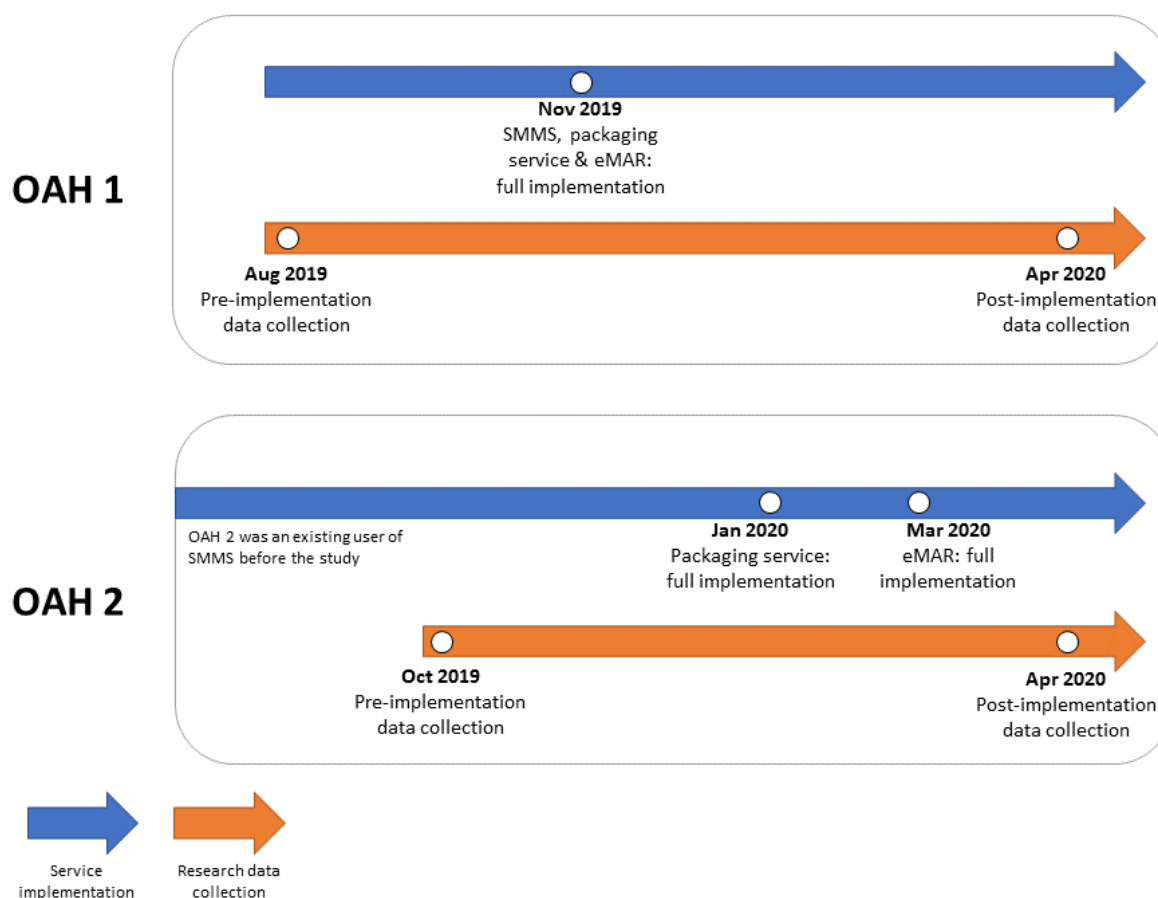 OAH 1
Nov 2019
SMMS, packaging
service & eMAR:
full implementation
Aug 2019
Pre-implementation
data collection
Apr 2020
Post-implementation
data collection
OAH 2
OAH 2 was an existing user of
SMMS before the study
Jan 2020
Packaging service:
full implementation
Mar 2020
eMAR: full
implementation
Oct 2019
Pre-implementation
data collection
Apr 2020
Post-implementation
data collection
Service
implementation
Research data
collection